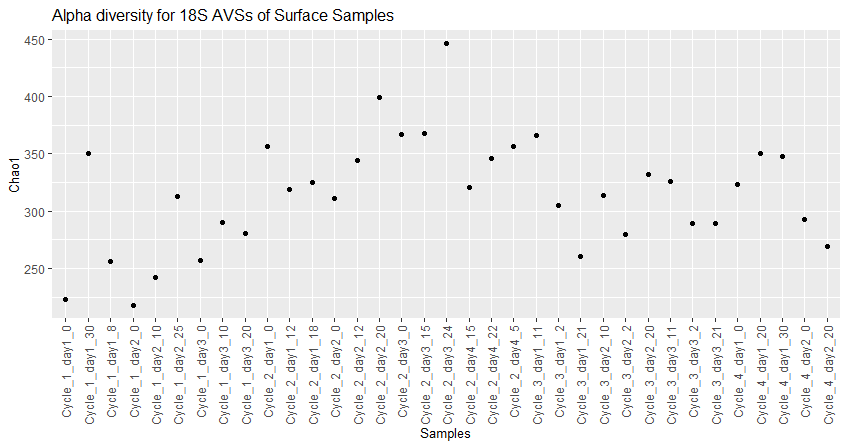 Alpha diversity for 18S AVSs of Surface Samples
450
400
350
300
250
Chao1
Cycle_1_day1_0
Cycle_1_day1_30
Cycle_1_day1_8
Cycle_1_day2_0
Cycle_1_day2_10
Cycle_1_day2_25
Cycle_1_day3_0
Cycle_1_day3_10
Cycle_1_day3_20
Cycle_2_day1_0
Cycle_2_day1_12
Cycle_2_day1_18
Cycle_2_day2_0
Cycle_2_day2_12
Cycle_2_day2_20
Cycle_2_day3_0
Cycle_2_day3_15
Cycle_2_day3_24
Cycle_2_day4_15
Cycle_2_day4_22
Cycle_2_day4_5
Cycle_3_day1_11
Cycle_3_day1_2
Cycle_3_day1_21
Cycle_3_day2_10
Cycle_3_day2_2
Cycle_3_day2_20
Cycle_3_day3_11
Cycle_3_day3_2
Cycle_3_day3_21
Cycle_4_day1_0
Cycle_4_day1_20
Cycle_4_day1_30
Cycle_4_day2_0
Cycle_4_day2_20
Samples